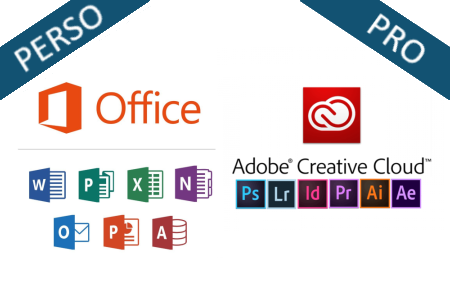 PERSO
PRO
Office
Adobe® Creative Cloud™
W P X N
Ps Lr Id Pr Ai Ae
O P A